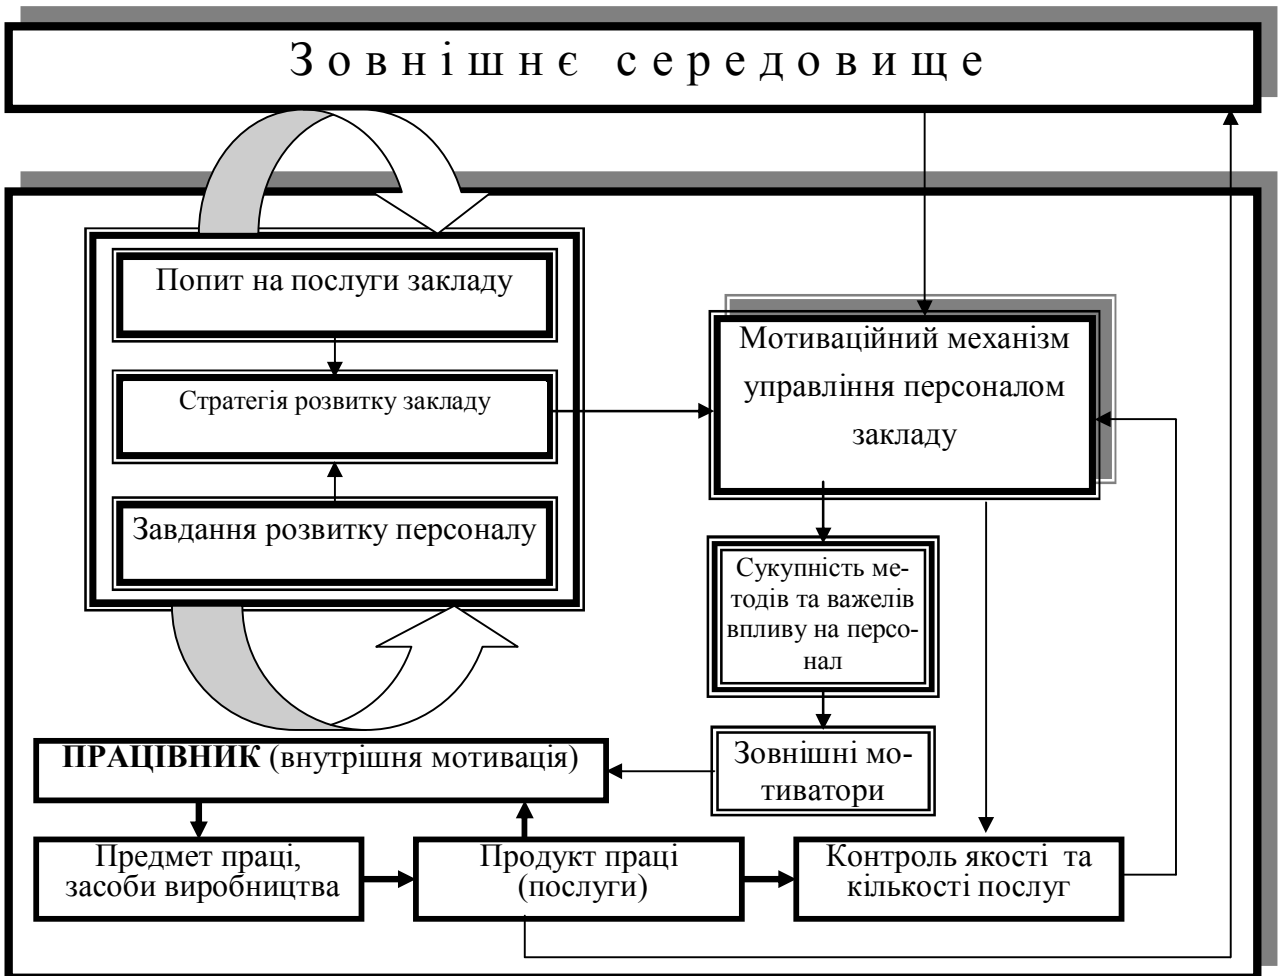 Зовнішнє середовище
Попит на послуги закладу
Стратегія розвитку закладу
Завдання розвитку персоналу
Мотиваційний механізм
управління персоналом
закладу
Сукупність ме-
тодів та важелів
впливу на персо-
нал
Зовнішні мо-
тиватори
ПРАЦІВНИК (внутрішня мотивація)
Предмет праці,
засоби виробництва
Продукт праці
(послуги)
Контроль якості та
кількості послуг